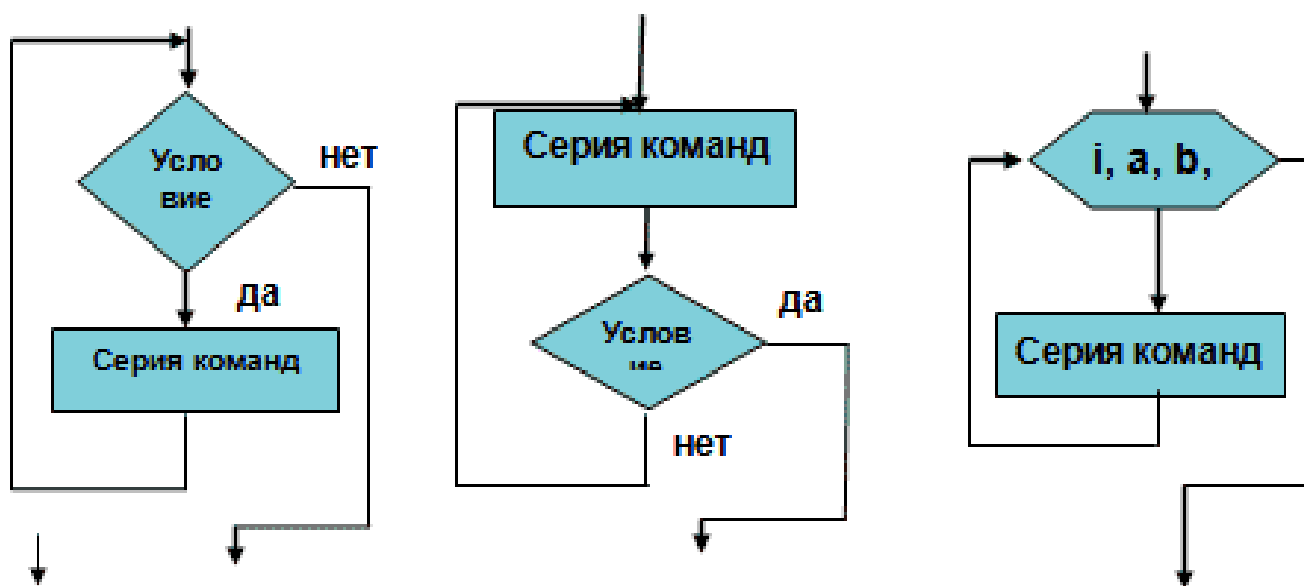 Усло
вие
нет
да
Серия команд
Серия команд
Услов
да
нет
i, a, b,
Серия команд